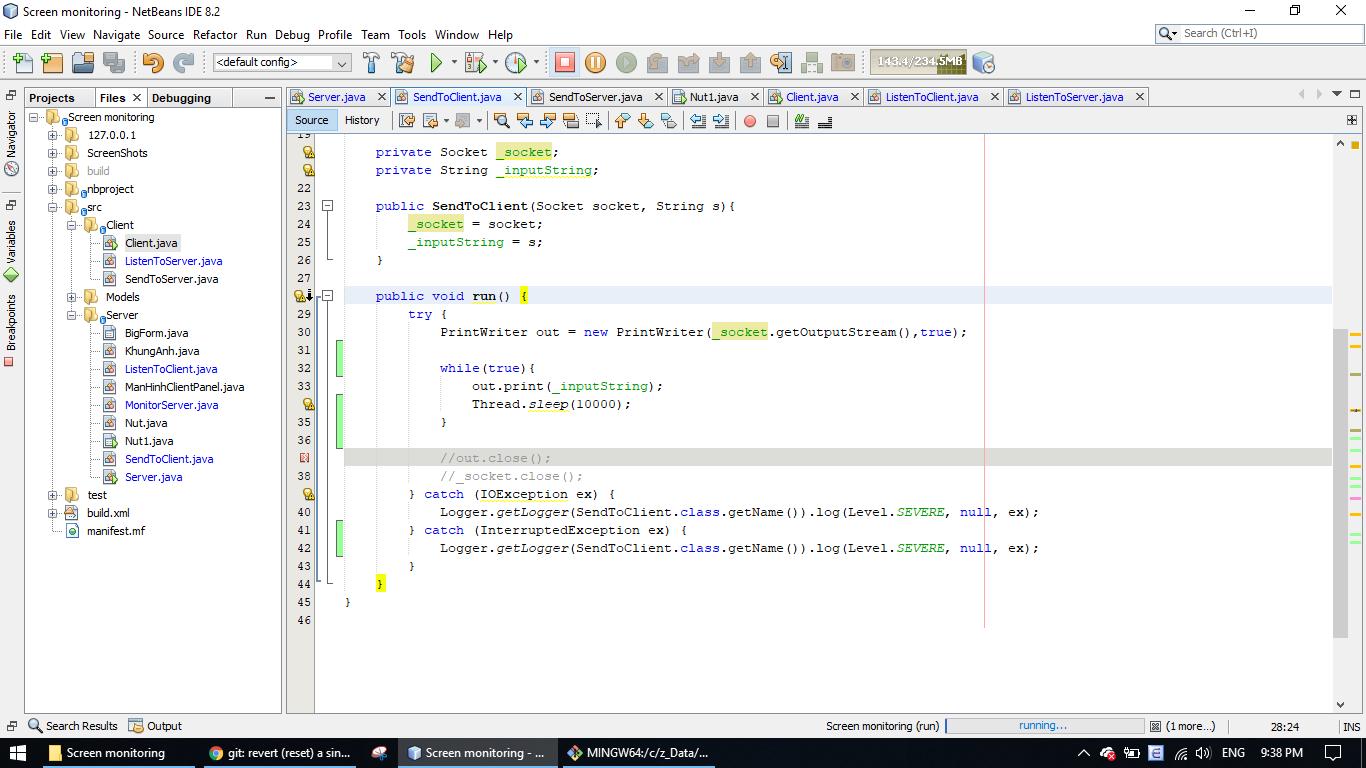 Screen monitoring - NetBeans IDE 8.2
File Edit View Navigate Source Refactor Run Debug Profile Team Tools Window Help
Search (Ctrl+I)
<default config>
143.4/234.5MB
Projects Files Debugging
Server.java SendToClient.java SendToServer.java Nut1.java Client.java ListenToClient.java ListenToServer.java
Source History
Navigator
Variables
Breakpoints
Screen monitoring
127.0.0.1
ScreenShots
build
nbproject
src
Client
Client.java
ListenToServer.java
SendToServer.java
Models
Server
BigForm.java
KhungAnh.java
ListenToClient.java
ManHinhClientPanel.java
MonitorServer.java
Nut.java
Nut1.java
SendToClient.java
Server.java
test
build.xml
manifest.mf
19
private Socket _socket;
private String _inputString;
22
23 public SendToClient(Socket socket, String s){
24 _socket = socket;
25 _inputString = s;
26 }
27
public void run() {
29 try {
30 PrintWriter out = new PrintWriter(_socket.getOutputStream(),true);
31
32 while(true){
33 out.print(_inputString);
Thread.sleep(10000);
35 }
36
//out.close();
38 //_socket.close();
} catch (IOException ex) {
40 Logger.getLogger(SendToClient.class.getName()).log(Level.SEVERE, null, ex);
41 } catch (InterruptedException ex) {
42 Logger.getLogger(SendToClient.class.getName()).log(Level.SEVERE, null, ex);
43 }
44 }
45 }
46
Search Results Output
Screen monitoring (run) running... (1 more...) 28:24 INS
Screen monitoring git: revert (reset) a sin... Screen monitoring - ... MINGW64:/c/z_Data/... ENG 9:38 PM